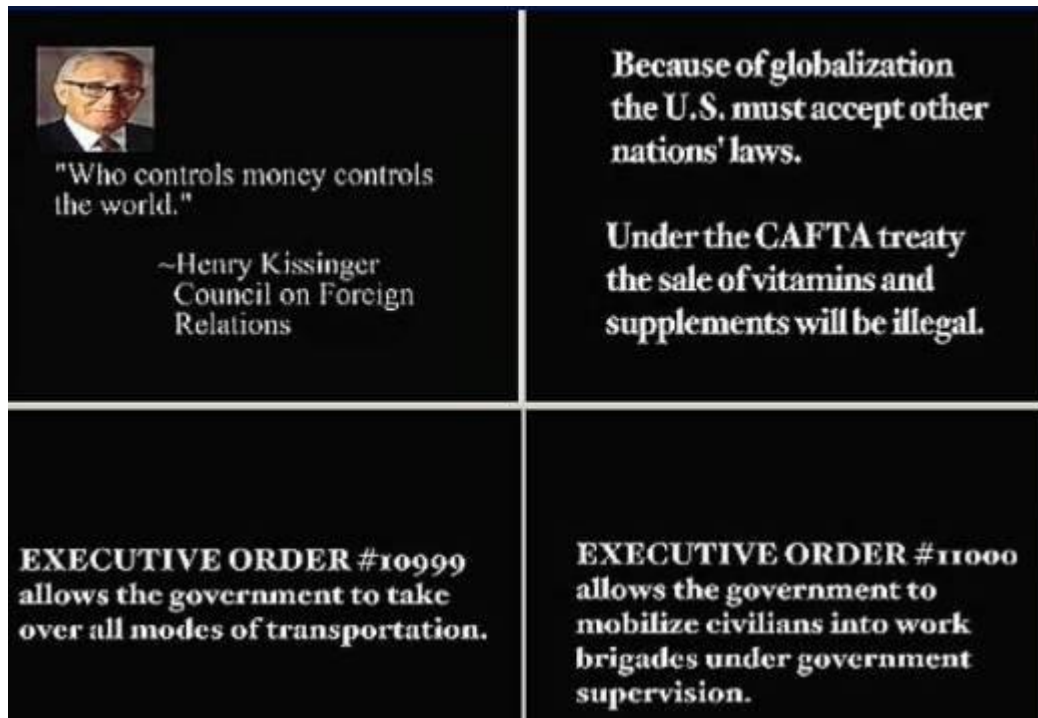 "Who controls money controls
the world."
~Henry Kissinger
Council on Foreign
Relations
Because of globalization
the U.S. must accept other
nations' laws.
Under the CAFTA treaty
the sale of vitamins and
supplements will be illegal.
EXECUTIVE ORDER #10999
allows the government to take
over all modes of transportation.
EXECUTIVE ORDER #11000
allows the government to
mobilize civilians into work
brigades under government
supervision.